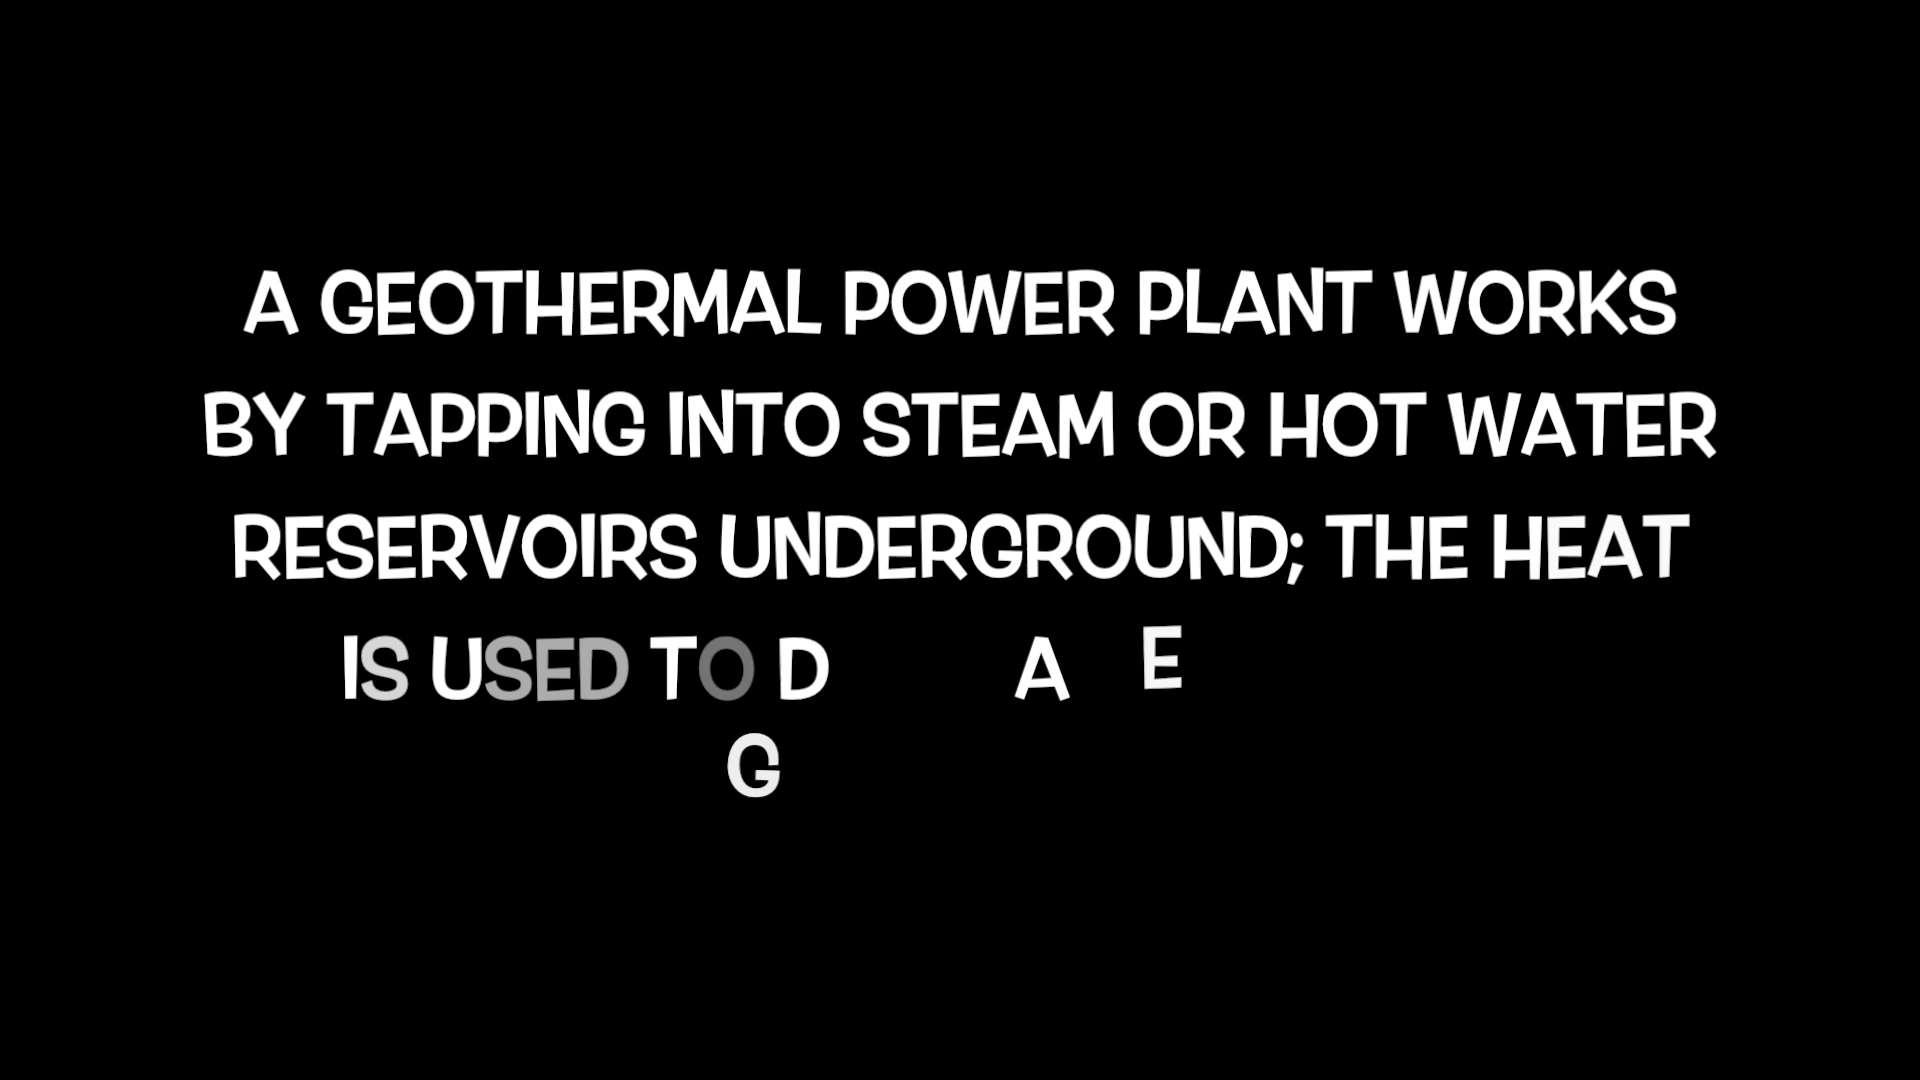 A GEOTHERMAL POWER PLANT WORKS
BY TAPPING INTO STEAM OR HOT WATER
RESERVOIRS UNDERGROUND; THE HEAT
IS USED TO D A E
G